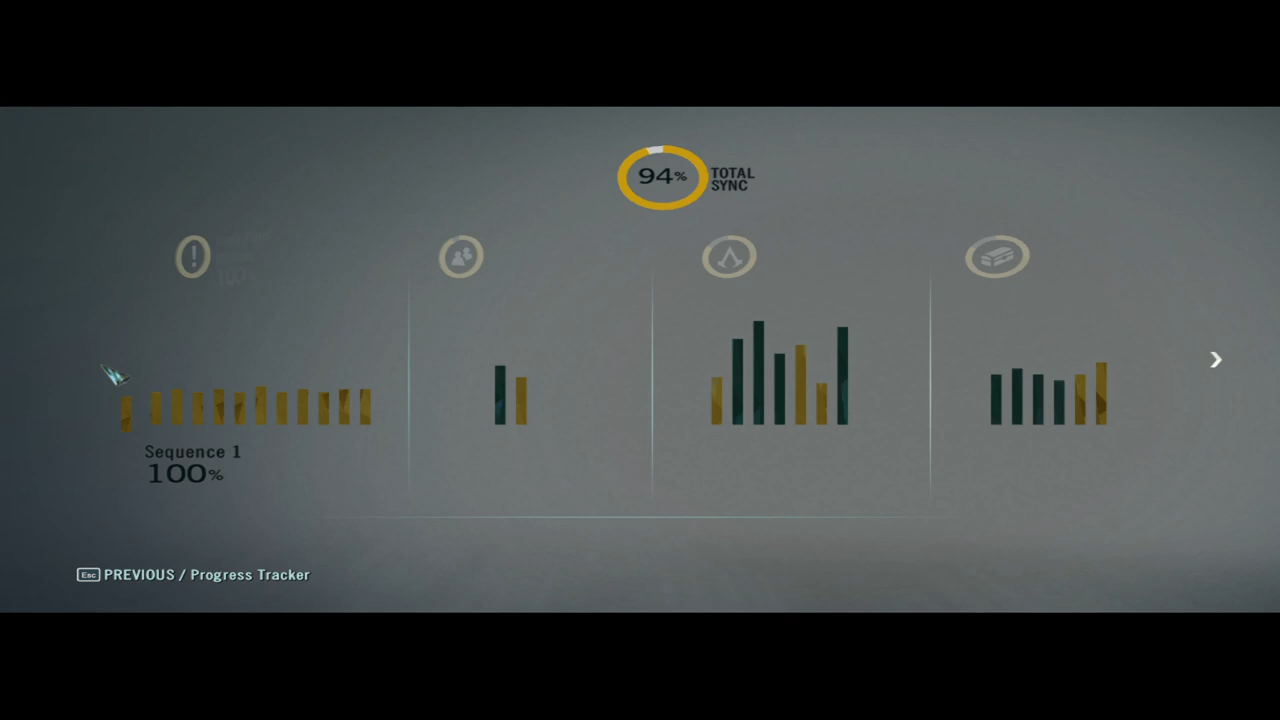 94%
TOTAL
SYNC
Sequence 1
100%
Esc PREVIOUS / Progress Tracker